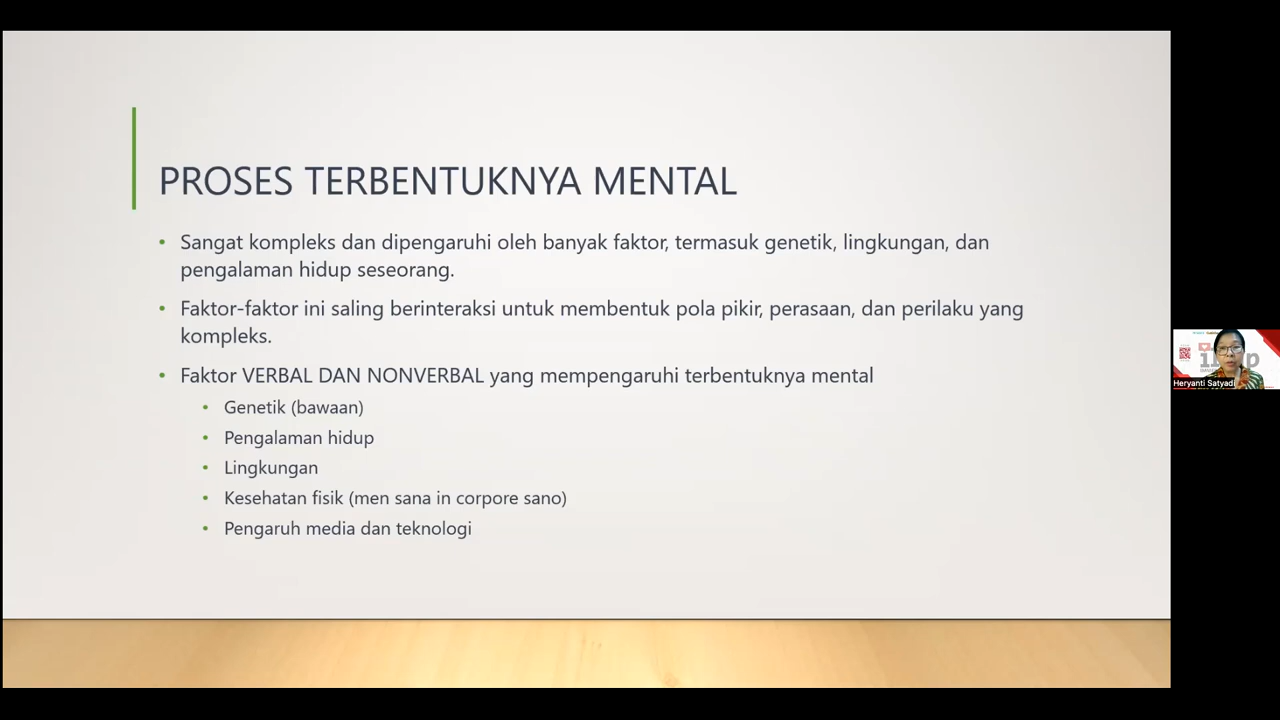 PROSES TERBENTUKNYA MENTAL
• Sangat kompleks dan dipengaruhi oleh banyak faktor, termasuk genetik, lingkungan, dan
pengalaman hidup seseorang.
• Faktor-faktor ini saling berinteraksi untuk membentuk pola pikir, perasaan, dan perilaku yang
kompleks.
• Faktor VERBAL DAN NONVERBAL yang mempengaruhi terbentuknya mental
• Genetik (bawaan)
• Pengalaman hidup
• Lingkungan
• Kesehatan fisik (men sana in corpore sano)
• Pengaruh media dan teknologi
Heryanti Satyadi